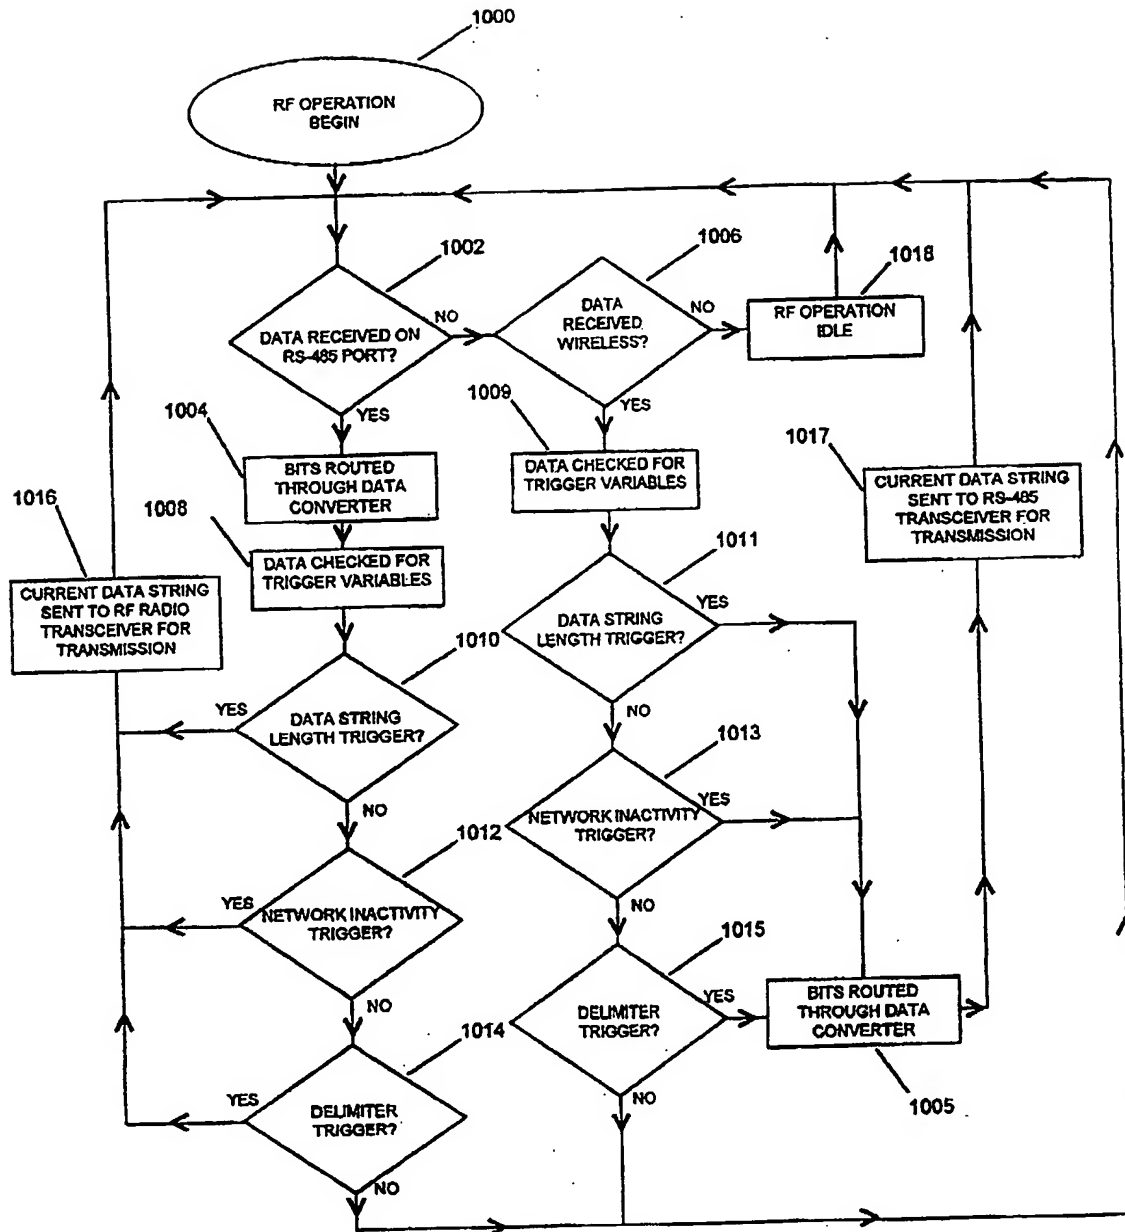 1000
RF OPERATION
BEGIN
1002
1006
1018
DATA RECEIVED ON
RS-485 PORT?
NO
DATA
RECEIVED
WIRELESS?
NO
RF OPERATION
IDLE
YES
YES
1004
BITS ROUTED
THROUGH DATA
CONVERTER
1009
DATA CHECKED FOR
TRIGGER VARIABLES
1017
CURRENT DATA STRING
SENT TO RS-485
TRANSCEIVER FOR
TRANSMISSION
1016
CURRENT DATA STRING
SENT TO RF RADIO
TRANSCEIVER FOR
TRANSMISSION
1008
DATA CHECKED FOR
TRIGGER VARIABLES
1011
DATA STRING
LENGTH TRIGGER?
YES
NO
1010
YES
DATA STRING
LENGTH TRIGGER?
NO
1013
NETWORK INACTIVITY
TRIGGER?
YES
NO
1012
YES
NETWORK INACTIVITY
TRIGGER?
NO
1015
DELIMITER
TRIGGER?
YES
NO
BITS ROUTED
THROUGH DATA
CONVERTER
1005
1014
YES
DELIMITER
TRIGGER?
NO